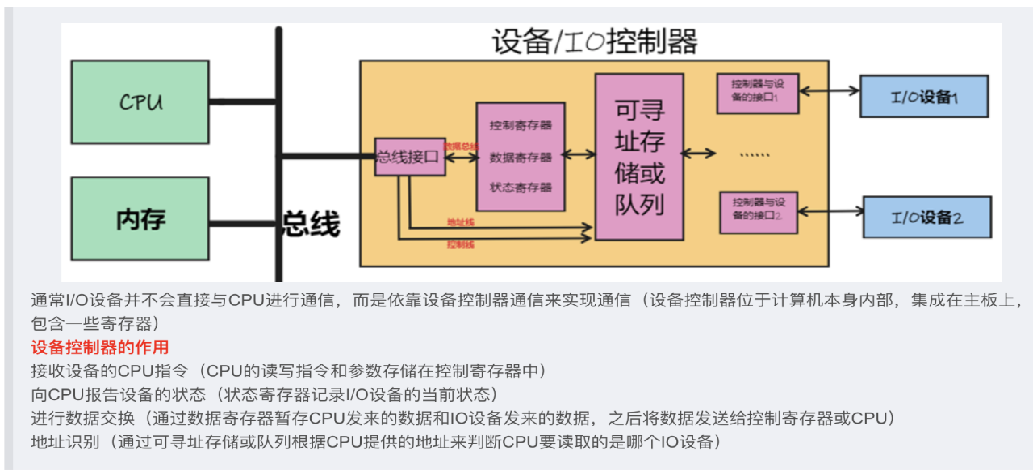 设备/IO控制器
CPU
内存
总线
总线接口
数据总线
控制寄存器
数据寄存器
状态寄存器
地址线
控制线
可寻
址存
储或
队列
控制器与设
备的接口1
……
控制器与设
备的接口2
I/O设备1
I/O设备2
通常I/O设备并不会直接与CPU进行通信，而是依靠设备控制器通信来实现通信（设备控制器位于计算机本身内部，集成在主板上，
包含一些寄存器）
设备控制器的作用
接收设备的CPU指令（CPU的读写指令和参数存储在控制寄存器中）
向CPU报告设备的状态（状态寄存器记录I/O设备的当前状态）
进行数据交换（通过数据寄存器暂存CPU发来的数据和IO设备发来的数据，之后将数据发送给控制寄存器或CPU）
地址识别（通过可寻址存储或队列根据CPU提供的地址来判断CPU要读取的是哪个IO设备）